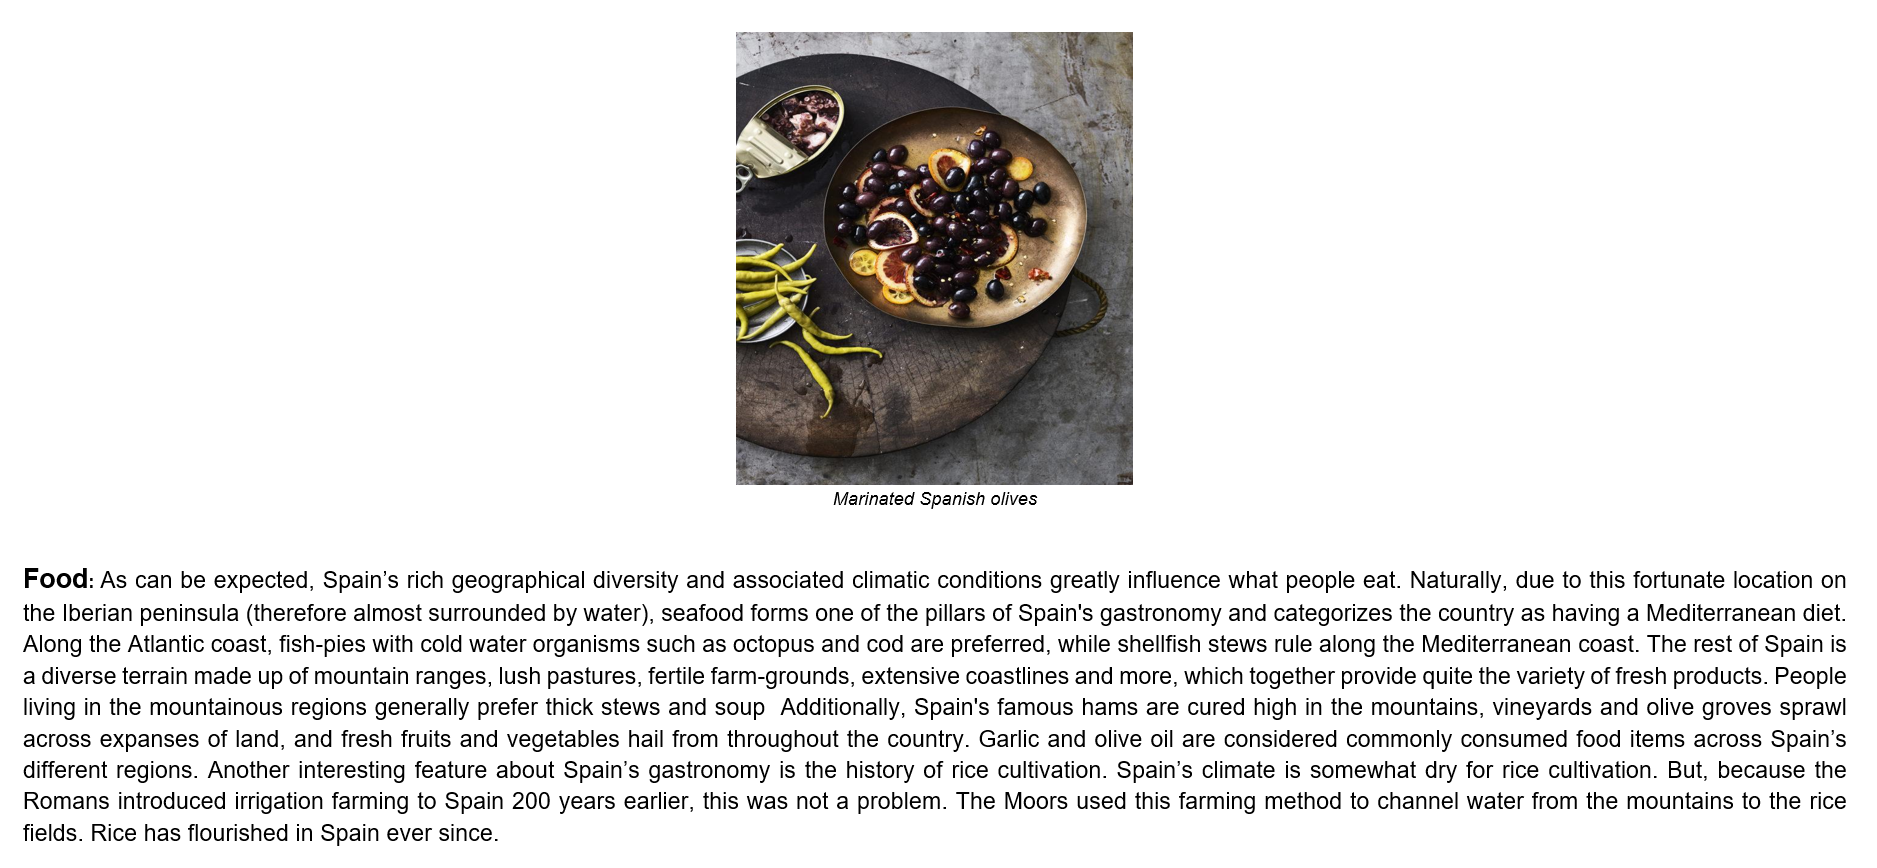 Marinated Spanish olives
Food: As can be expected, Spain’s rich geographical diversity and associated climatic conditions greatly influence what people eat. Naturally, due to this fortunate location on
the Iberian peninsula (therefore almost surrounded by water), seafood forms one of the pillars of Spain's gastronomy and categorizes the country as having a Mediterranean diet.
Along the Atlantic coast, fish-pies with cold water organisms such as octopus and cod are preferred, while shellfish stews rule along the Mediterranean coast. The rest of Spain is
a diverse terrain made up of mountain ranges, lush pastures, fertile farm-grounds, extensive coastlines and more, which together provide quite the variety of fresh products. People
living in the mountainous regions generally prefer thick stews and soup  Additionally, Spain's famous hams are cured high in the mountains, vineyards and olive groves sprawl
across expanses of land, and fresh fruits and vegetables hail from throughout the country. Garlic and olive oil are considered commonly consumed food items across Spain’s
different regions. Another interesting feature about Spain’s gastronomy is the history of rice cultivation. Spain’s climate is somewhat dry for rice cultivation. But, because the
Romans introduced irrigation farming to Spain 200 years earlier, this was not a problem. The Moors used this farming method to channel water from the mountains to the rice
fields. Rice has flourished in Spain ever since.